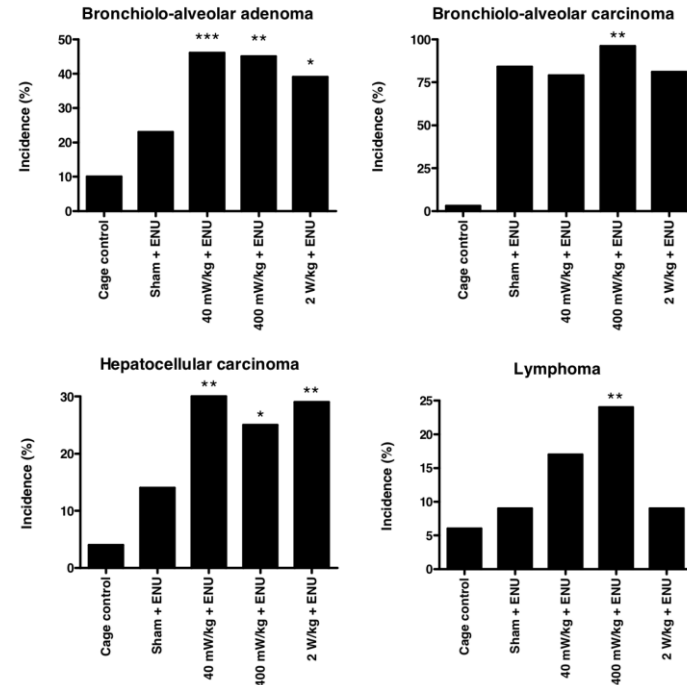 Bronchiolo-alveolar adenoma
50
40
30
20
10
0
Incidence (%)
***
**
*
Cage control
Sham + ENU
40 mW/kg + ENU
400 mW/kg + ENU
2 W/kg + ENU
Bronchiolo-alveolar carcinoma
100
75
50
25
0
Incidence (%)
**
Cage control
Sham + ENU
40 mW/kg + ENU
400 mW/kg + ENU
2 W/kg + ENU
Hepatocellular carcinoma
30
20
10
0
Incidence (%)
**
*
**
Cage control
Sham + ENU
40 mW/kg + ENU
400 mW/kg + ENU
2 W/kg + ENU
Lymphoma
25
20
15
10
5
0
Incidence (%)
**
Cage control
Sham + ENU
40 mW/kg + ENU
400 mW/kg + ENU
2 W/kg + ENU